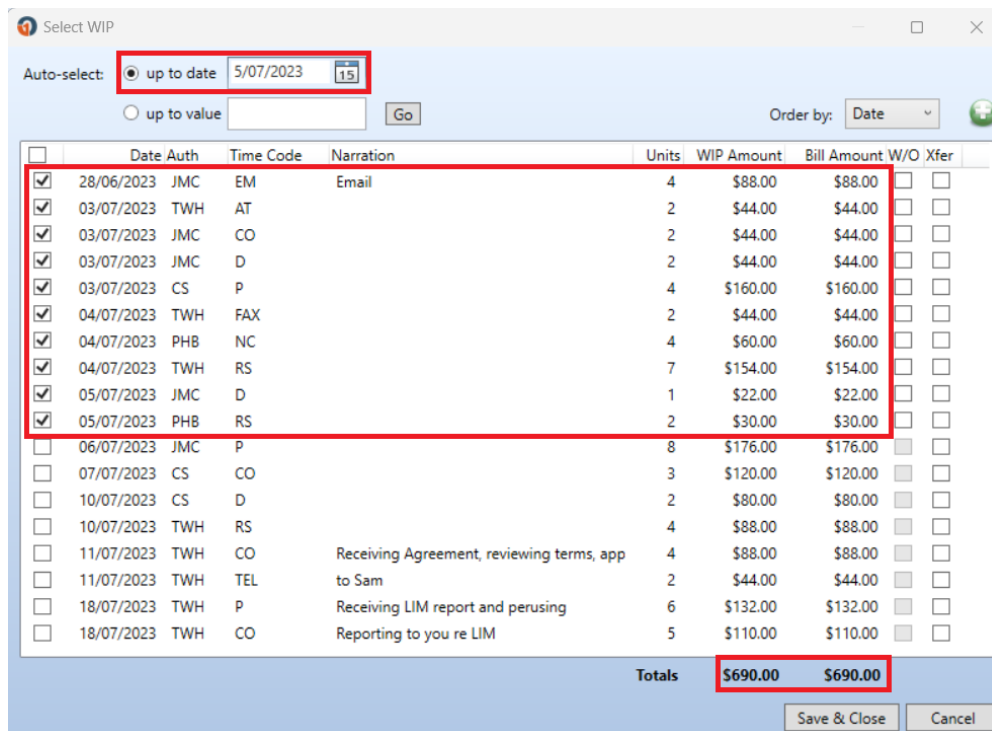 Select WIP
Auto-select: up to date 5/07/2023 15
up to value Go Order by: Date
Date Auth Time Code Narration Units WIP Amount Bill Amount W/O Xfer
28/06/2023 JMC EM Email 4 $88.00 $88.00
03/07/2023 TWH AT 2 $44.00 $44.00
03/07/2023 JMC CO 2 $44.00 $44.00
03/07/2023 JMC D 2 $44.00 $44.00
03/07/2023 CS P 4 $160.00 $160.00
04/07/2023 TWH FAX 2 $44.00 $44.00
04/07/2023 PHB NC 4 $60.00 $60.00
04/07/2023 TWH RS 7 $154.00 $154.00
05/07/2023 JMC D 1 $22.00 $22.00
05/07/2023 PHB RS 2 $30.00 $30.00
06/07/2023 JMC P 8 $176.00 $176.00
07/07/2023 CS CO 3 $120.00 $120.00
10/07/2023 CS D 2 $80.00 $80.00
10/07/2023 TWH RS 4 $88.00 $88.00
11/07/2023 TWH CO Receiving Agreement, reviewing terms, app 4 $88.00 $88.00
11/07/2023 TWH TEL to Sam 2 $44.00 $44.00
18/07/2023 TWH P Receiving LIM report and perusing 6 $132.00 $132.00
18/07/2023 TWH CO Reporting to you re LIM 5 $110.00 $110.00
Totals $690.00 $690.00
Save & Close Cancel